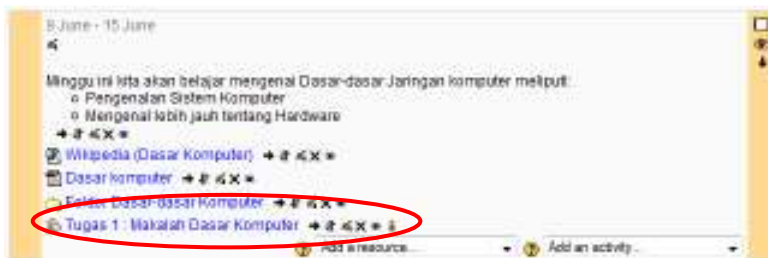 9 June - 15 June
Minggu ini kita akan belajar mengenai Dasar-dasar Jaringan komputer meliputi:
Pengenalan Sistem Komputer
Mengenal lebih jauh tentang Hardware
Wikipedia (Dasar Komputer)
Dasar komputer
Folder Dasar-dasar Komputer
Tugas 1 : Makalah Dasar Komputer
Add a resource... Add an activity...